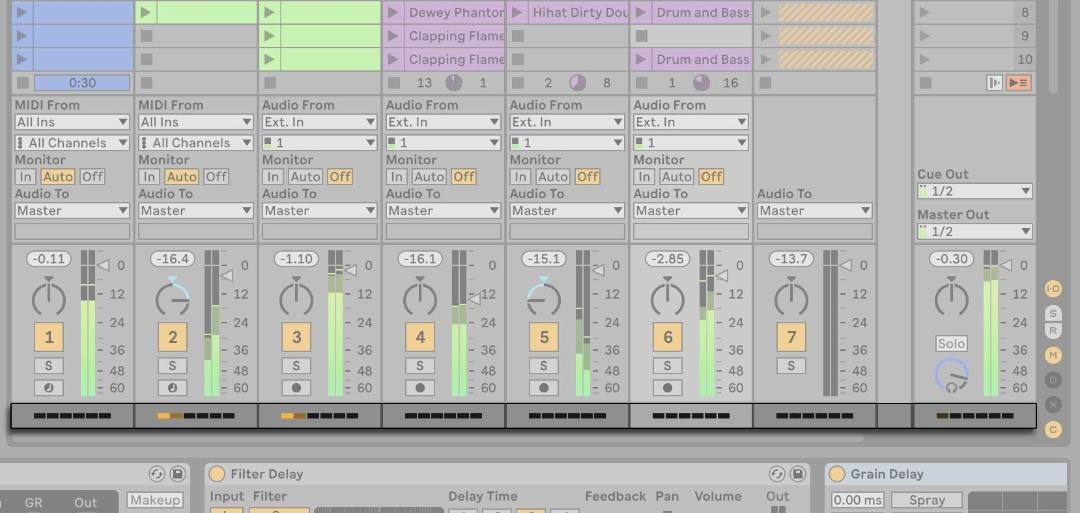 Dewey Phantor Hihat Dirty Dou Drum and Bass 8
Clapping Flame 9
Clapping Flame Drum and Bass 10
0:30 13 1 2 8 1 16
MIDI From MIDI From Audio From Audio From Audio From Audio From
All Ins All Ins Ext. In Ext. In Ext. In Ext. In
All Channels All Channels 1 1 1 1
Monitor Monitor Monitor Monitor Monitor Monitor
In Auto Off In Auto Off In Auto Off In Auto Off In Auto Off In Auto Off Cue Out
Audio To Audio To Audio To Audio To Audio To Audio To Audio To 1/2
Master Master Master Master Master Master Master Master Out
1/2
-0.11 0 -16.4 0 -1.10 0 -16.1 0 -15.1 0 -2.85 0 -13.7 0 -0.30 0
12 12 12 12 12 12 12 12 I·O
1 24 2 24 3 24 4 24 5 24 6 24 7 24 24 S
R
S 36 S 36 S 36 S 36 S 36 S 36 S 36 Solo 36 M
48 48 48 48 48 48 48 48 D
60 60 60 60 60 60 60 60 X
C
Filter Delay Grain Delay
GR Out Makeup Input Filter Delay Time Feedback Pan Volume Out 0.00 ms Spray